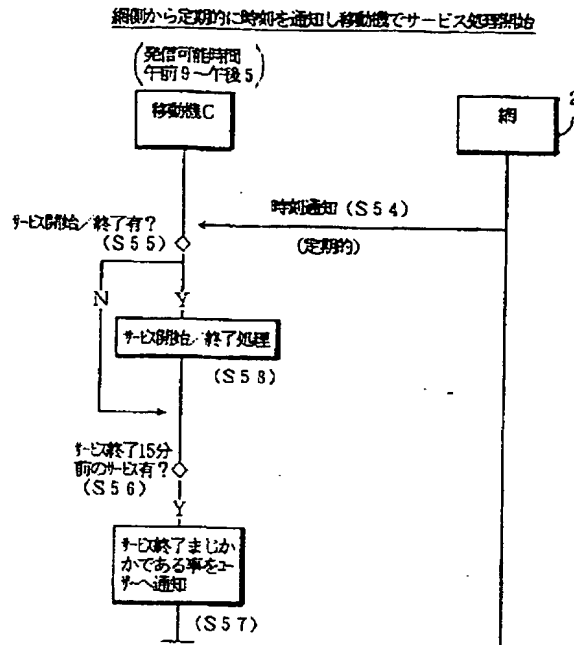 網側から定期的に時刻を通知し移動機でサービス処理開始
(発信可能時間
午前9～午後5)
移動機C
網
2
時刻通知(S54)
(定期的)
サービス開始/終了有?
(S55)
N
Y
サービス開始/終了処理
(S58)
サービス終了15分
前のサービス有?
(S56)
Y
サービス終了まじか
かである事をユー
ザーへ通知
(S57)